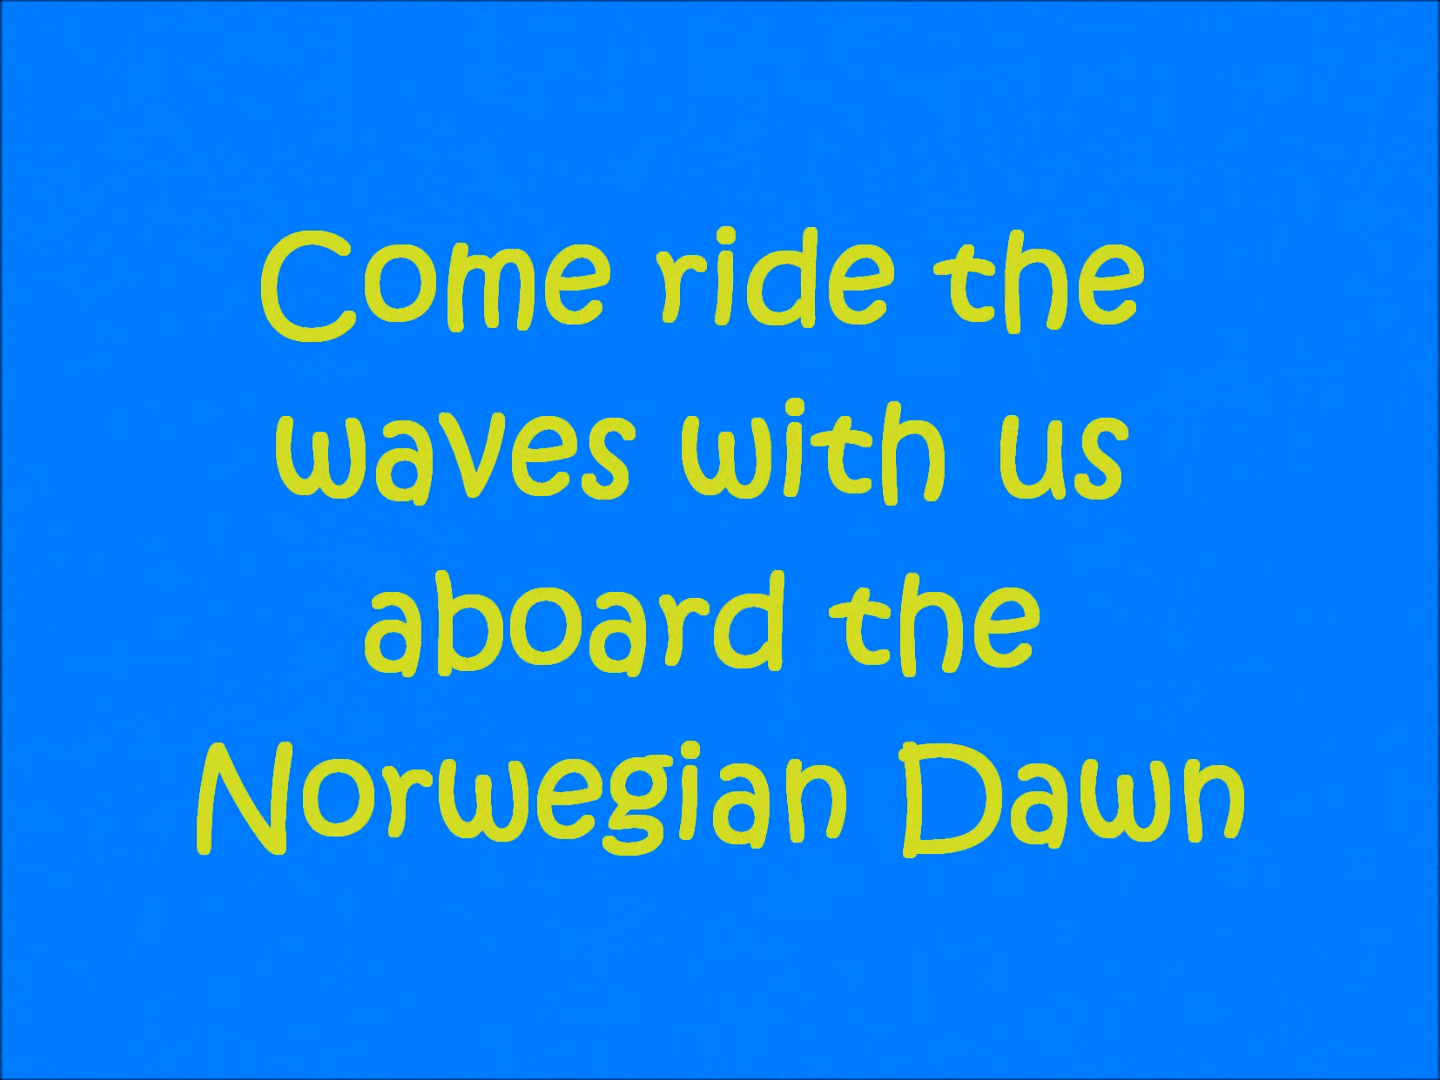 Come ride the
waves with us
aboard the
Norwegian Dawn